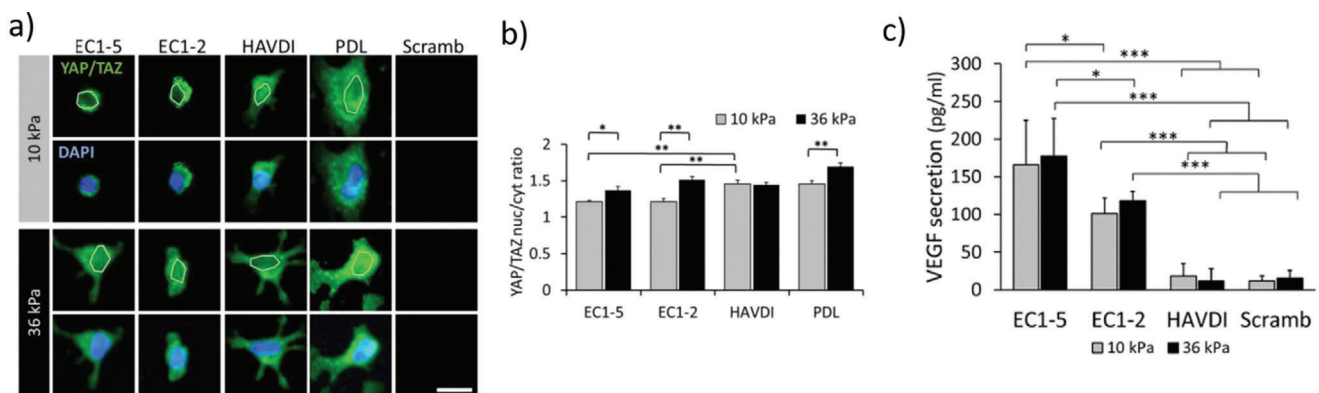 a)
EC1-5 EC1-2 HAVDI PDL Scramb
YAP/TAZ
10 kPa
DAPI
36 kPa
b)
10 kPa 36 kPa
* ** ** ** **
YAP/TAZ nuc/cyt ratio
2
1.5
1
0.5
0
EC1-5 EC1-2 HAVDI PDL
c)
*
***
*
***
***
***
VEGF secretion (pg/ml)
300
250
200
150
100
50
0
EC1-5 EC1-2 HAVDI Scramb
10 kPa 36 kPa